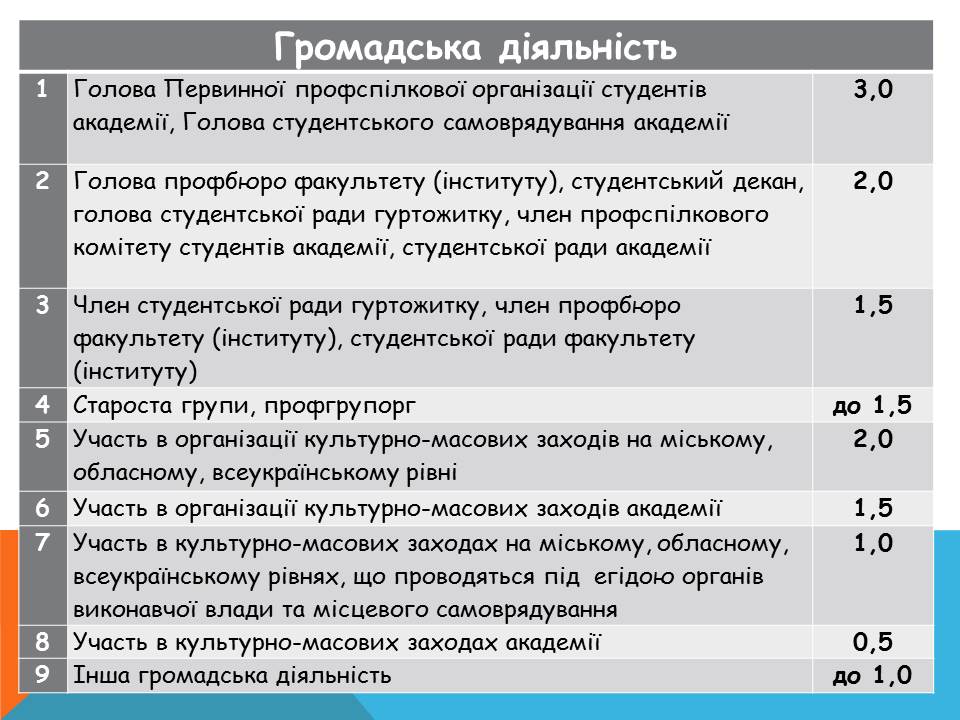 Громадська діяльність
1 Голова Первинної профспілкової організації студентів 3,0
академії, Голова студентського самоврядування академії
2 Голова профбюро факультету (інституту), студентський декан, 2,0
голова студентської ради гуртожитку, член профспілкового
комітету студентів академії, студентської ради академії
3 Член студентської ради гуртожитку, член профбюро 1,5
факультету (інституту), студентської ради факультету
(інституту)
4 Староста групи, профгрупорг до 1,5
5 Участь в організації культурно-масових заходів на міському, 2,0
обласному, всеукраїнському рівні
6 Участь в організації культурно-масових заходів академії 1,5
7 Участь в культурно-масових заходах на міському, обласному, 1,0
всеукраїнському рівнях, що проводяться під егідою органів
виконавчої влади та місцевого самоврядування
8 Участь в культурно-масових заходах академії 0,5
9 Інша громадська діяльність до 1,0